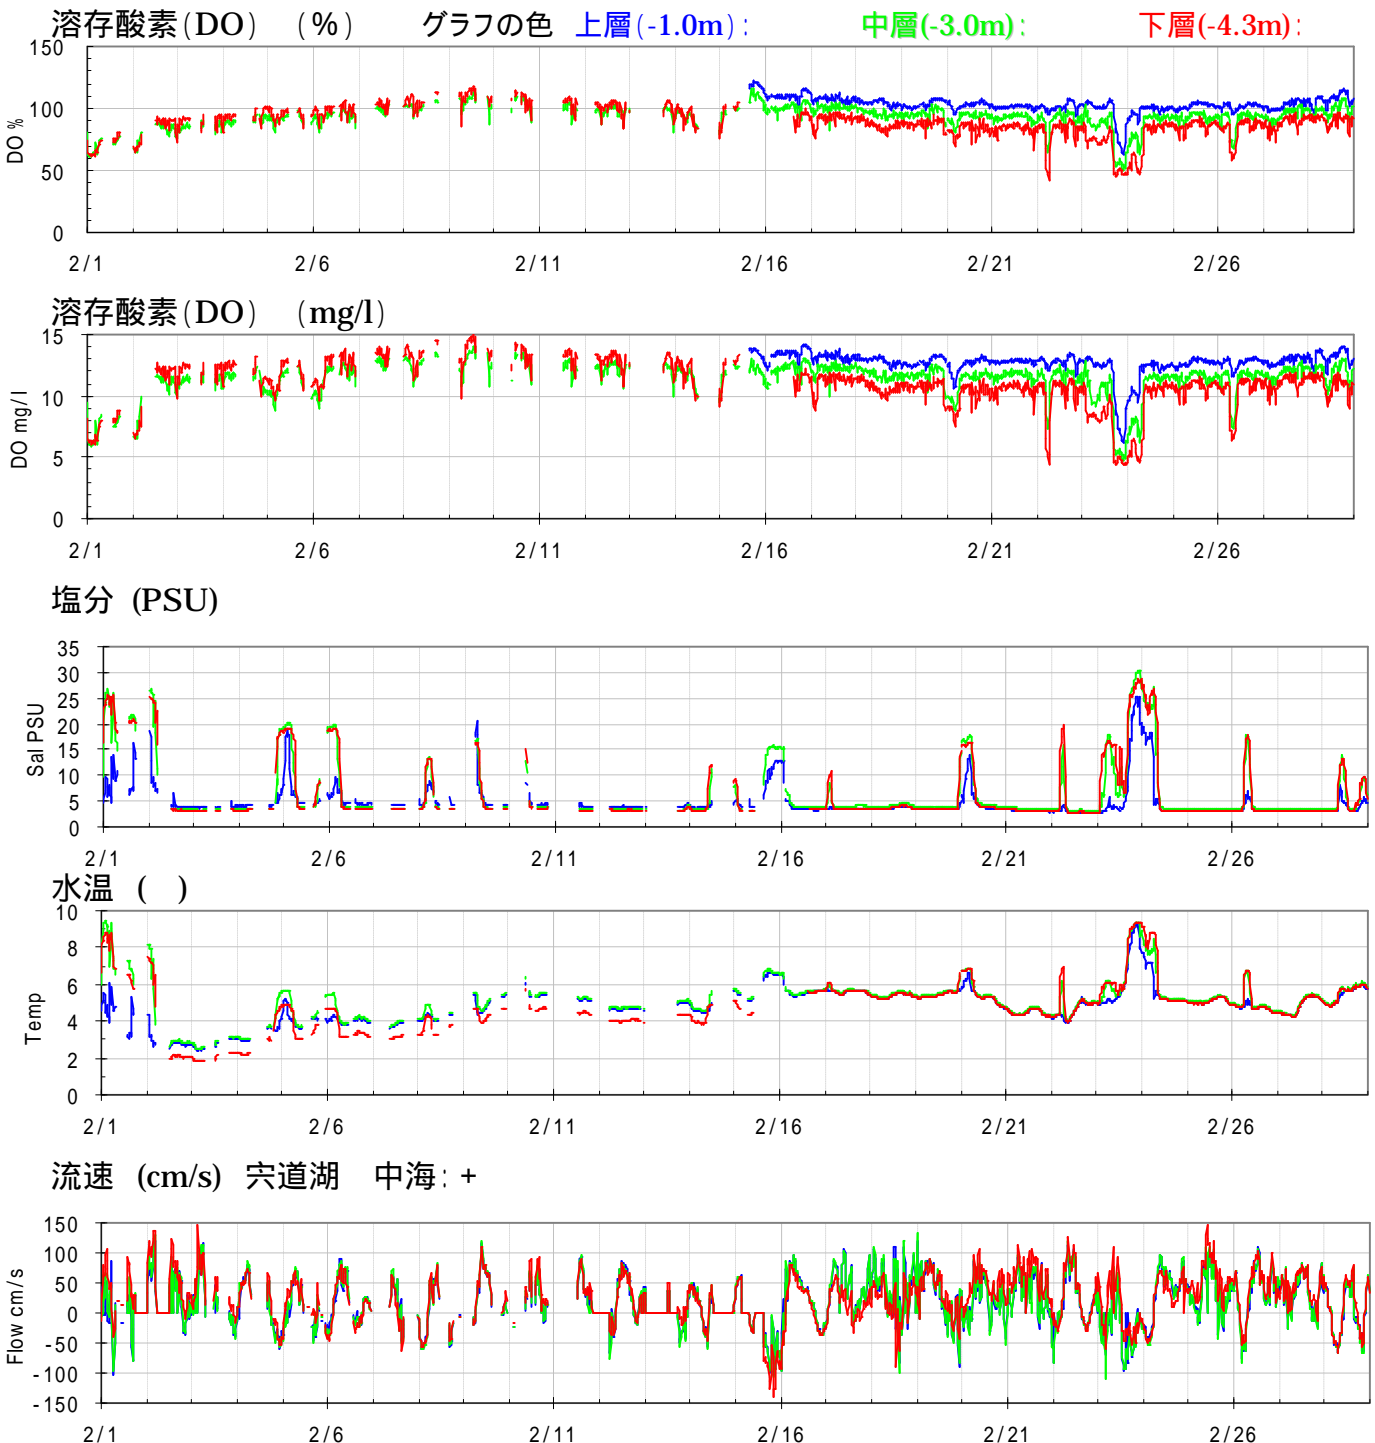 溶存酸素(DO) (%) グラフの色 上層(-1.0m): 中層(-3.0m): 下層(-4.3m):
150
100
50
0
DO %
2/1 2/6 2/11 2/16 2/21 2/26
溶存酸素(DO) (mg/l)
15
10
5
0
DO mg/l
2/1 2/6 2/11 2/16 2/21 2/26
塩分 (PSU)
35
30
25
20
15
10
5
0
Sal PSU
2/1 2/6 2/11 2/16 2/21 2/26
水温 ( )
10
8
6
4
2
0
Temp
2/1 2/6 2/11 2/16 2/21 2/26
流速 (cm/s) 宍道湖 中海: +
150
100
50
0
-50
-100
-150
Flow cm/s
2/1 2/6 2/11 2/16 2/21 2/26